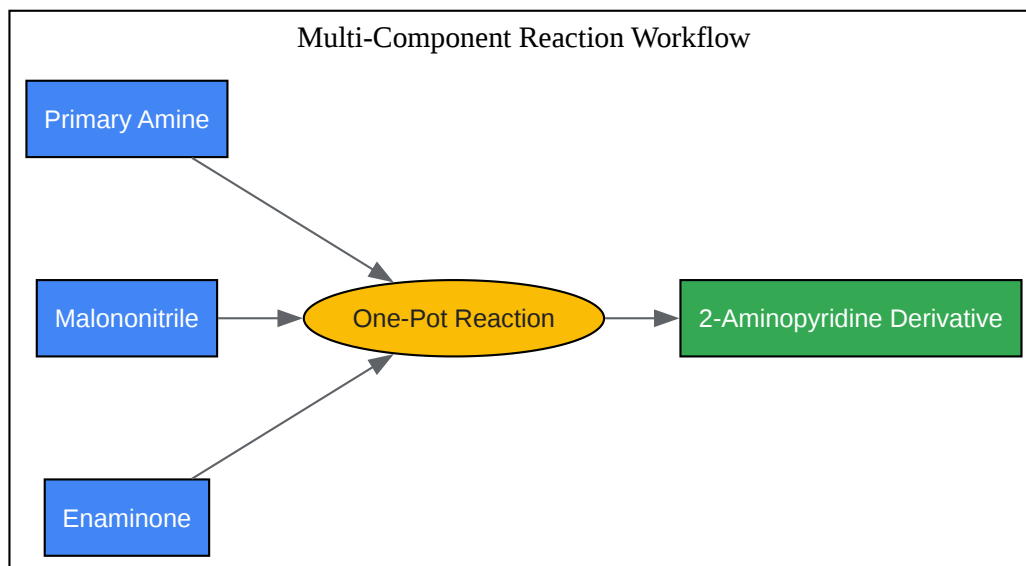 Multi-Component Reaction Workflow
Primary Amine
Malononitrile
One-Pot Reaction
2-Aminopyridine Derivative
Enaminone